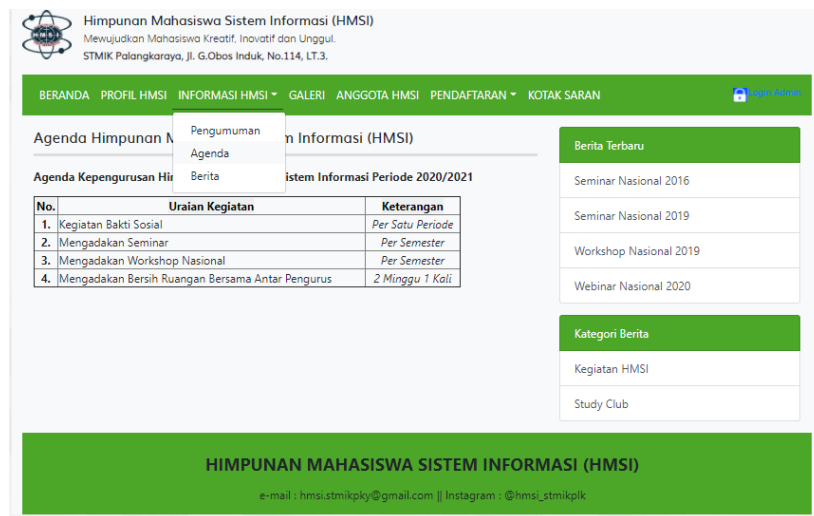 Himpunan Mahasiswa Sistem Informasi (HMSI)
Mewujudkan Mahasiswa Kreatif, Inovatif dan Unggul.
STMIK Palangkaraya, Jl. G.Obos Induk, No.114, LT.3.
BERANDA PROFIL HMSI INFORMASI HMSI GALERI ANGGOTA HMSI PENDAFTARAN KOTAK SARAN Login Admin
Pengumuman
Agenda
Berita
Agenda Himpunan M n Informasi (HMSI)
Agenda Kepengurusan Hi istem Informasi Periode 2020/2021
No. Uraian Kegiatan Keterangan
1. Kegiatan Bakti Sosial Per Satu Periode
2. Mengadakan Seminar Per Semester
3. Mengadakan Workshop Nasional Per Semester
4. Mengadakan Bersih Ruangan Bersama Antar Pengurus 2 Minggu 1 Kali
Berita Terbaru
Seminar Nasional 2016
Seminar Nasional 2019
Workshop Nasional 2019
Webinar Nasional 2020
Kategori Berita
Kegiatan HMSI
Study Club
HIMPUNAN MAHASISWA SISTEM INFORMASI (HMSI)
e-mail : hmsi.stmikpky@gmail.com || Instagram : @hmsi_stmikplk